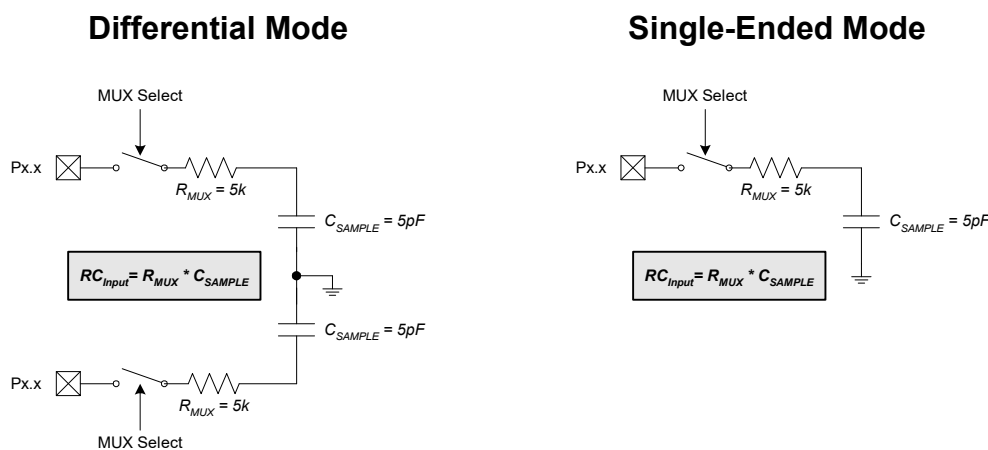 Differential Mode
MUX Select
Px.x
R_MUX = 5k
C_SAMPLE = 5pF
RC_Input= R_MUX * C_SAMPLE
C_SAMPLE = 5pF
Px.x
R_MUX = 5k
MUX Select
Single-Ended Mode
MUX Select
Px.x
R_MUX = 5k
C_SAMPLE = 5pF
RC_Input= R_MUX * C_SAMPLE